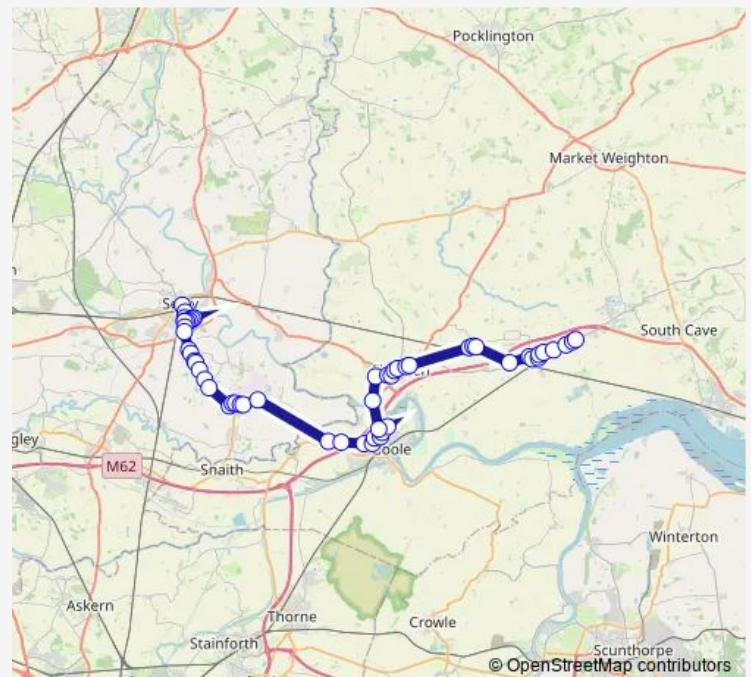 Pocklington
Market Weighton
South Cave
M62
Snaith
Winterton
Askern
Thorne
Crowle
Stainforth
Scunthorpe
© OpenStreetMap contributors